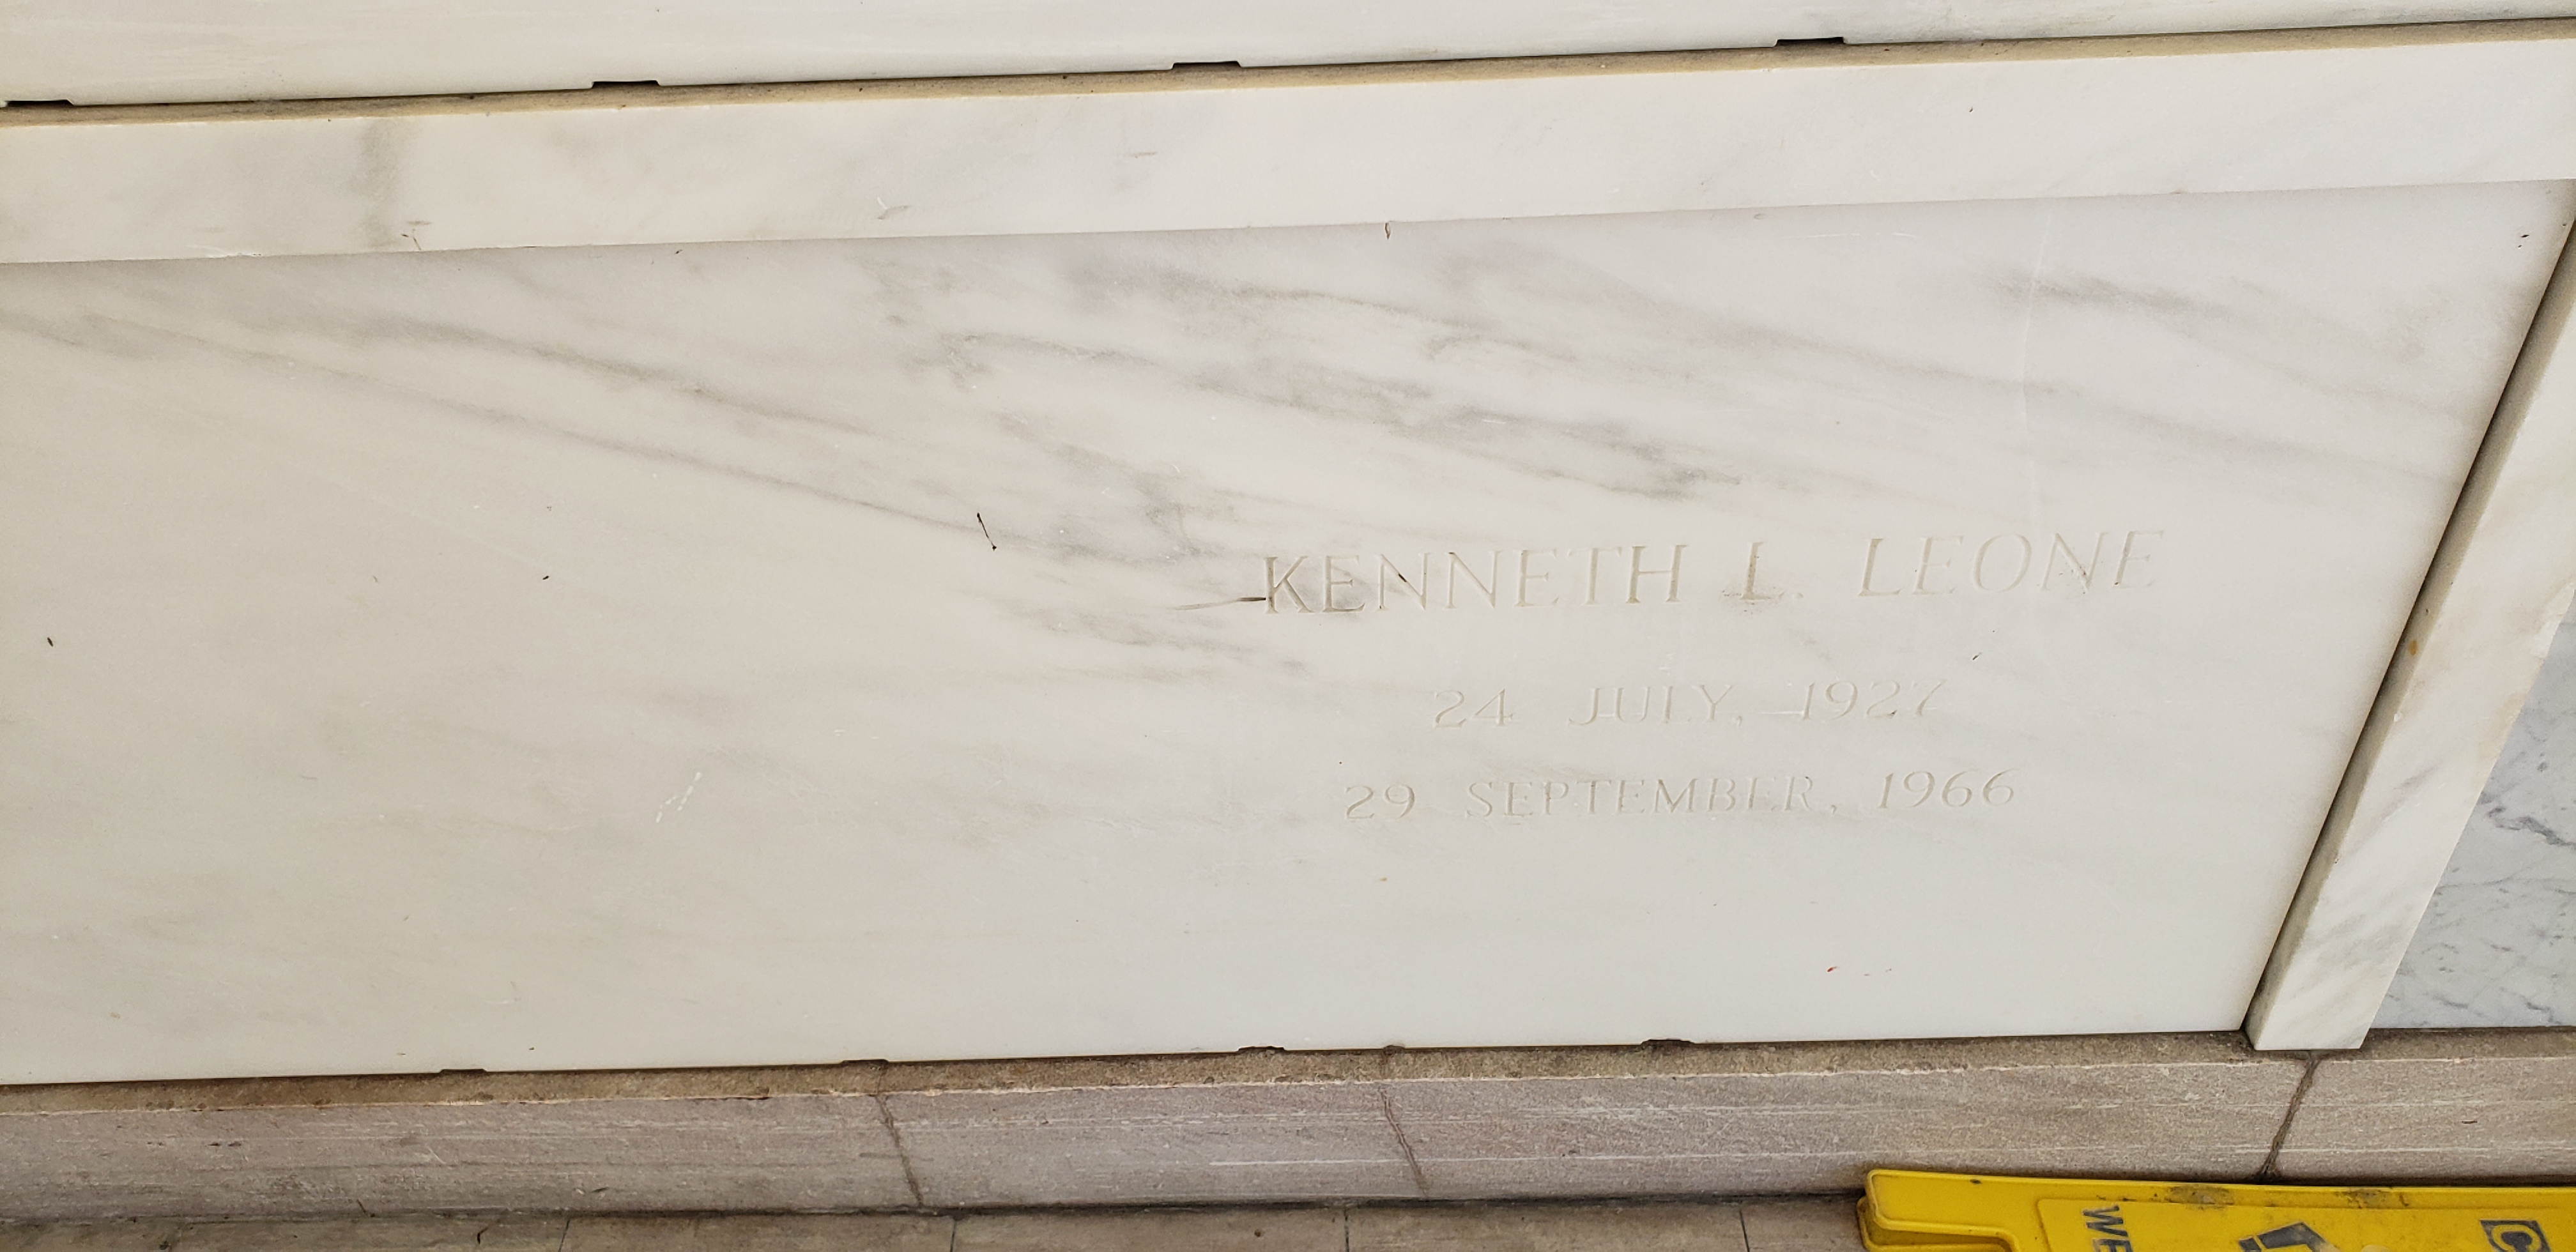 KENNETH L. LEONE
24 JULY, 1927
29 SEPTEMBER, 1966